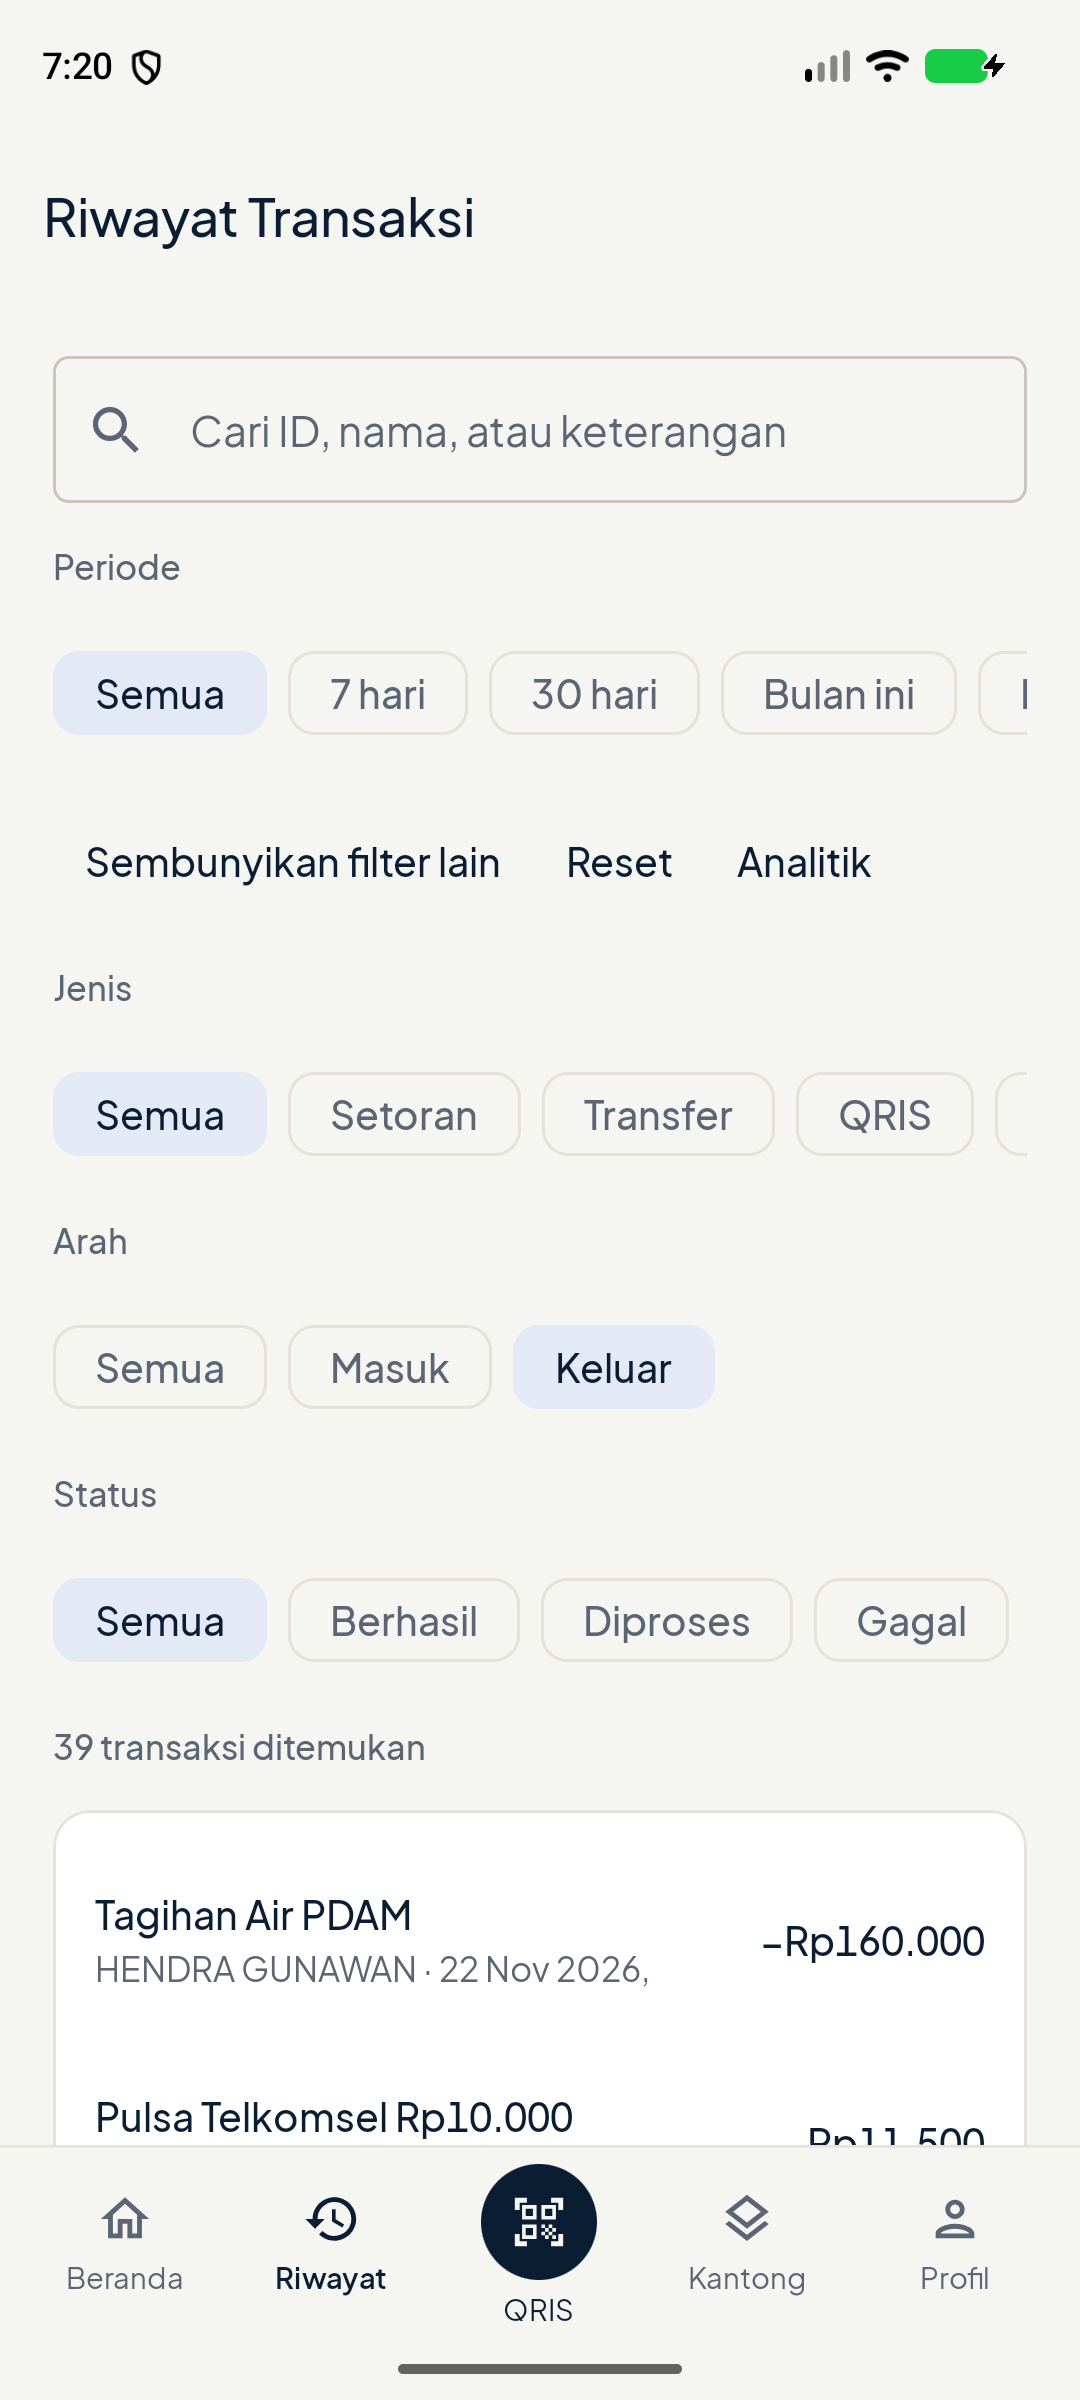 7:20
Riwayat Transaksi
Cari ID, nama, atau keterangan
Periode
Semua
7 hari
30 hari
Bulan ini
Sembunyikan filter lain
Reset
Analitik
Jenis
Semua
Setoran
Transfer
QRIS
Arah
Semua
Masuk
Keluar
Status
Semua
Berhasil
Diproses
Gagal
39 transaksi ditemukan
Tagihan Air PDAM
HENDRA GUNAWAN · 22 Nov 2026,
−Rp160.000
Pulsa Telkomsel Rp10.000
Rp11.500
Beranda
Riwayat
QRIS
Kantong
Profil